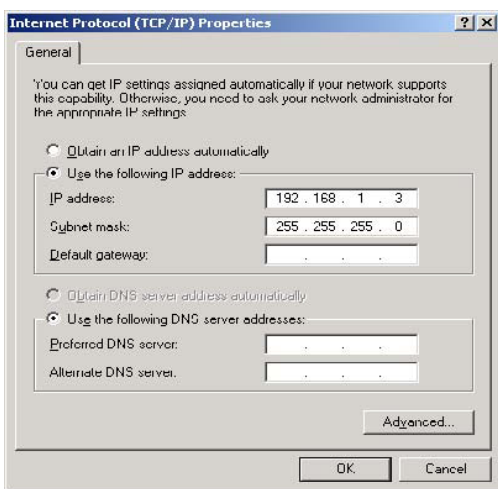 Internet Protocol (TCP/IP) Properties
General
You can get IP settings assigned automatically if your network supports
this capability. Otherwise, you need to ask your network administrator for
the appropriate IP settings
Obtain an IP address automatically
Use the following IP address:
IP address: 192 . 168 . 1 . 3
Subnet mask: 255 . 255 . 255 . 0
Default gateway: . . .
Obtain DNS server address automatically
Use the following DNS server addresses:
Preferred DNS server: . . .
Alternate DNS server. . . .
Advanced...
OK Cancel